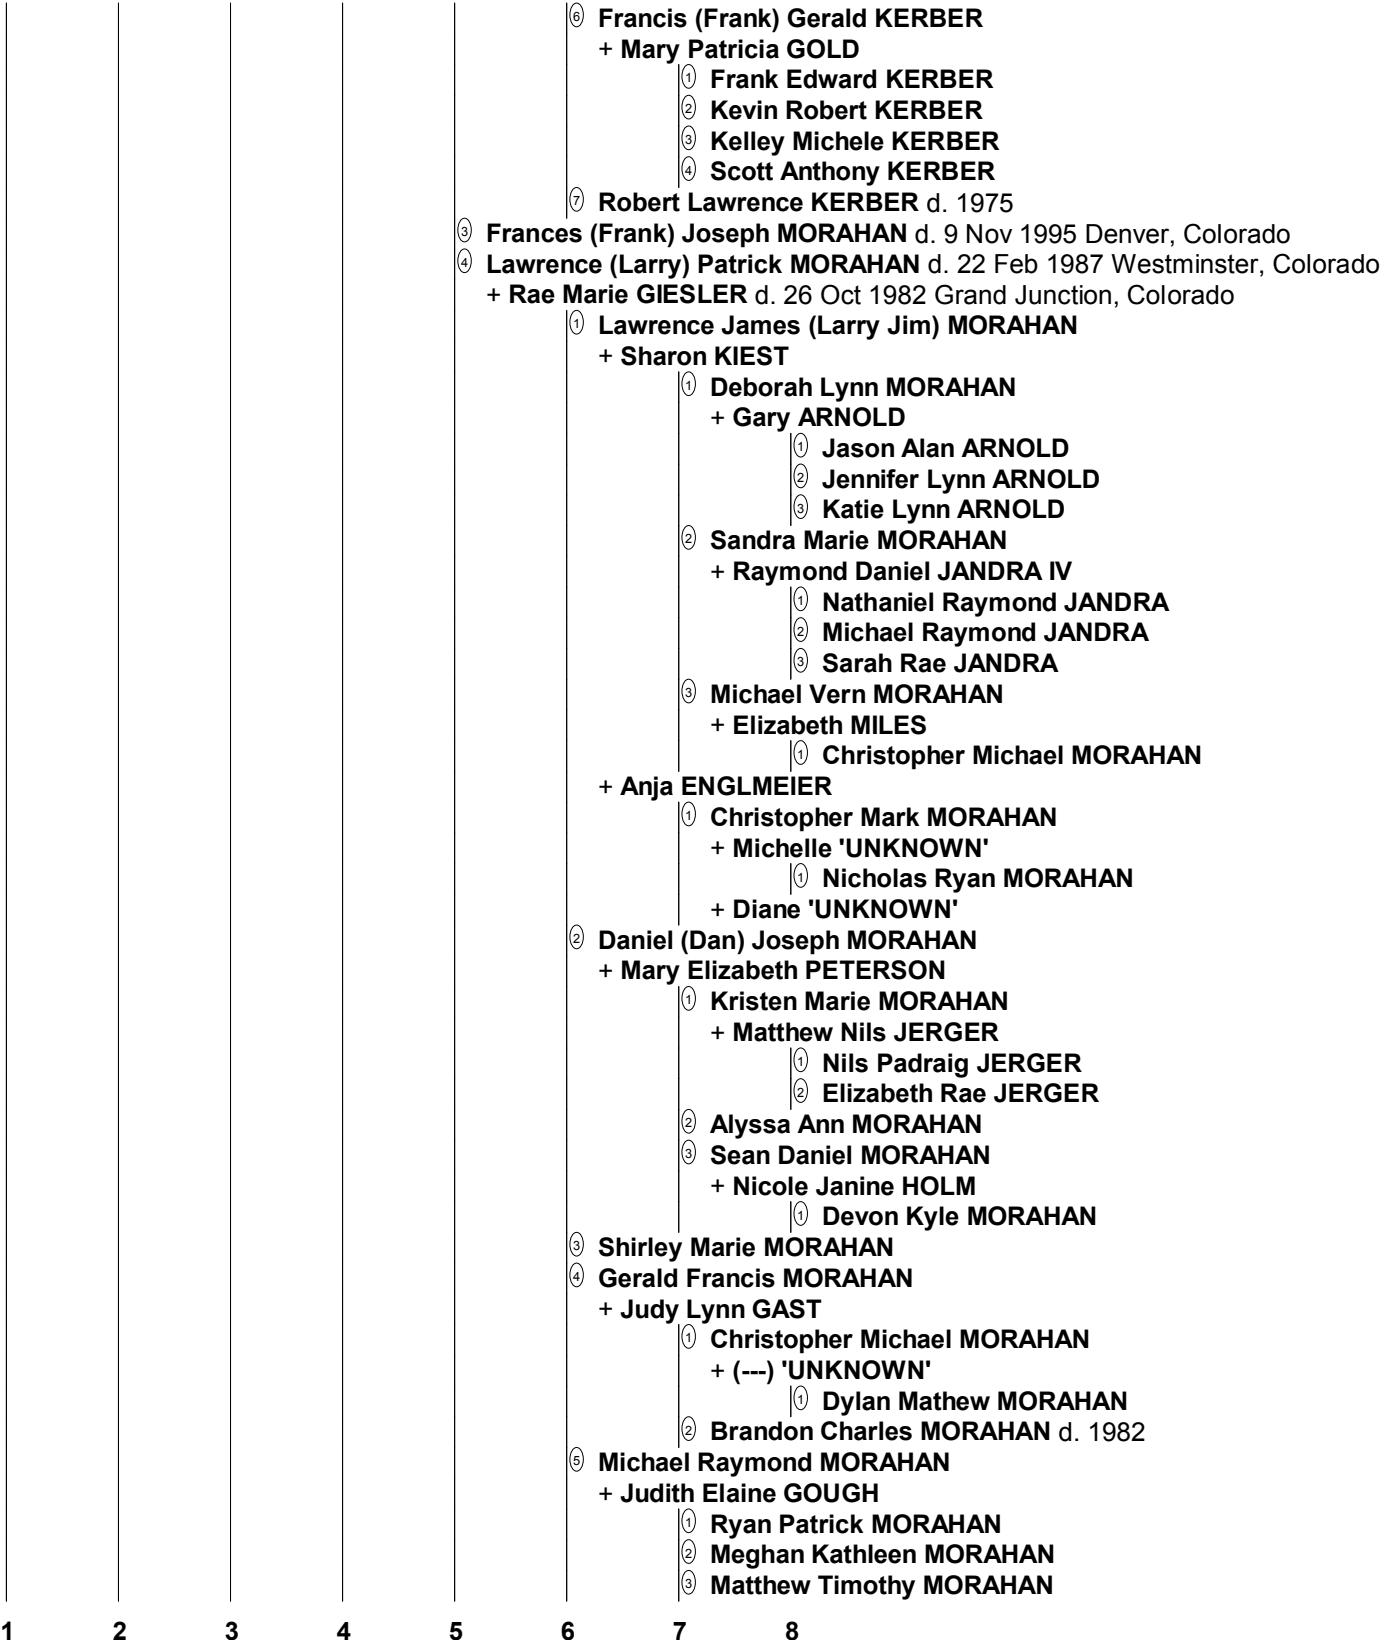 6 Francis (Frank) Gerald KERBER
+ Mary Patricia GOLD
1 Frank Edward KERBER
2 Kevin Robert KERBER
3 Kelley Michele KERBER
4 Scott Anthony KERBER
7 Robert Lawrence KERBER d. 1975
3 Frances (Frank) Joseph MORAHAN d. 9 Nov 1995 Denver, Colorado
4 Lawrence (Larry) Patrick MORAHAN d. 22 Feb 1987 Westminster, Colorado
+ Rae Marie GIESLER d. 26 Oct 1982 Grand Junction, Colorado
1 Lawrence James (Larry Jim) MORAHAN
+ Sharon KIEST
1 Deborah Lynn MORAHAN
+ Gary ARNOLD
1 Jason Alan ARNOLD
2 Jennifer Lynn ARNOLD
3 Katie Lynn ARNOLD
2 Sandra Marie MORAHAN
+ Raymond Daniel JANDRA IV
1 Nathaniel Raymond JANDRA
2 Michael Raymond JANDRA
3 Sarah Rae JANDRA
3 Michael Vern MORAHAN
+ Elizabeth MILES
1 Christopher Michael MORAHAN
+ Anja ENGLMEIER
1 Christopher Mark MORAHAN
+ Michelle 'UNKNOWN'
1 Nicholas Ryan MORAHAN
+ Diane 'UNKNOWN'
2 Daniel (Dan) Joseph MORAHAN
+ Mary Elizabeth PETERSON
1 Kristen Marie MORAHAN
+ Matthew Nils JERGER
1 Nils Padraig JERGER
2 Elizabeth Rae JERGER
2 Alyssa Ann MORAHAN
3 Sean Daniel MORAHAN
+ Nicole Janine HOLM
1 Devon Kyle MORAHAN
3 Shirley Marie MORAHAN
4 Gerald Francis MORAHAN
+ Judy Lynn GAST
1 Christopher Michael MORAHAN
+ (---) 'UNKNOWN'
1 Dylan Mathew MORAHAN
2 Brandon Charles MORAHAN d. 1982
5 Michael Raymond MORAHAN
+ Judith Elaine GOUGH
1 Ryan Patrick MORAHAN
2 Meghan Kathleen MORAHAN
3 Matthew Timothy MORAHAN
1 2 3 4 5 6 7 8